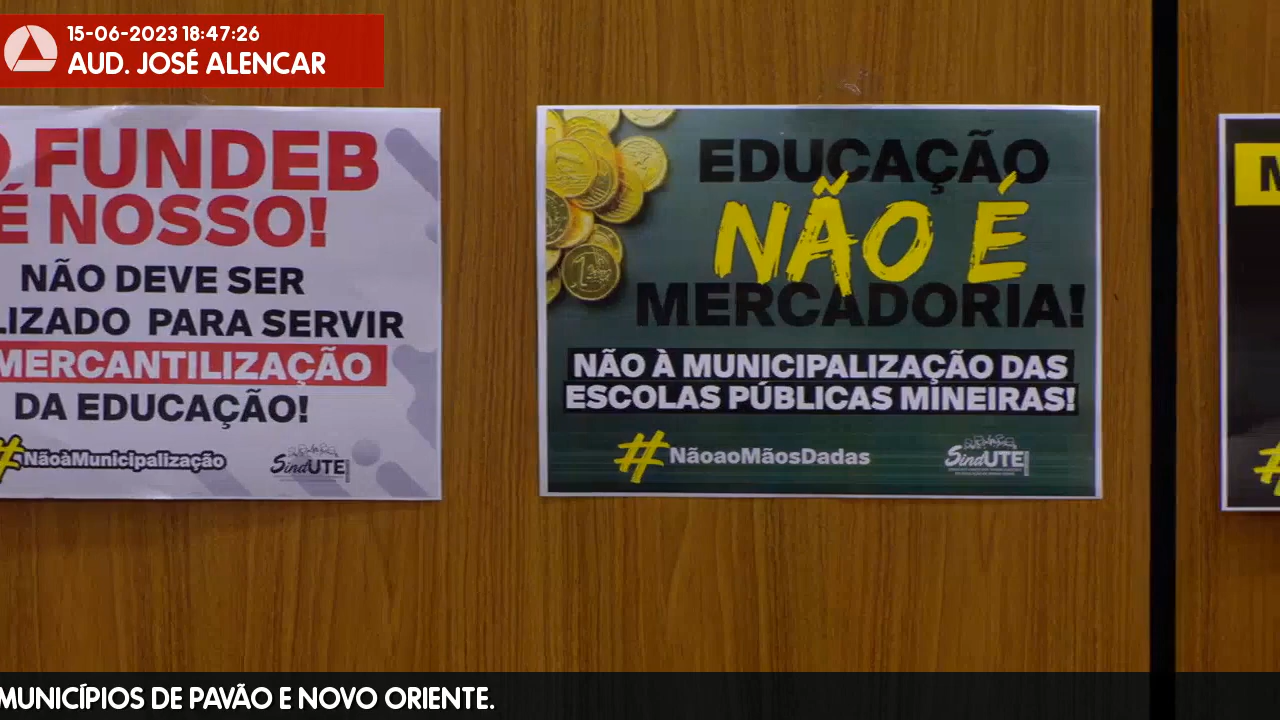 15-06-2023 18:47:26
AUD. JOSÉ ALENCAR
FUNDEB
É NOSSO!
NÃO DEVE SER
PARA SERVIR
MERCANTILIZAÇÃO
DA EDUCAÇÃO!
#NãoàMunicipalização
SindUTE
EDUCAÇÃO
NÃO É
MERCADORIA!
NÃO À MUNICIPALIZAÇÃO DAS
ESCOLAS PÚBLICAS MINEIRAS!
#NãoaoMãosDadas
SindUTE
MUNICÍPIOS DE PAVÃO E NOVO ORIENTE.